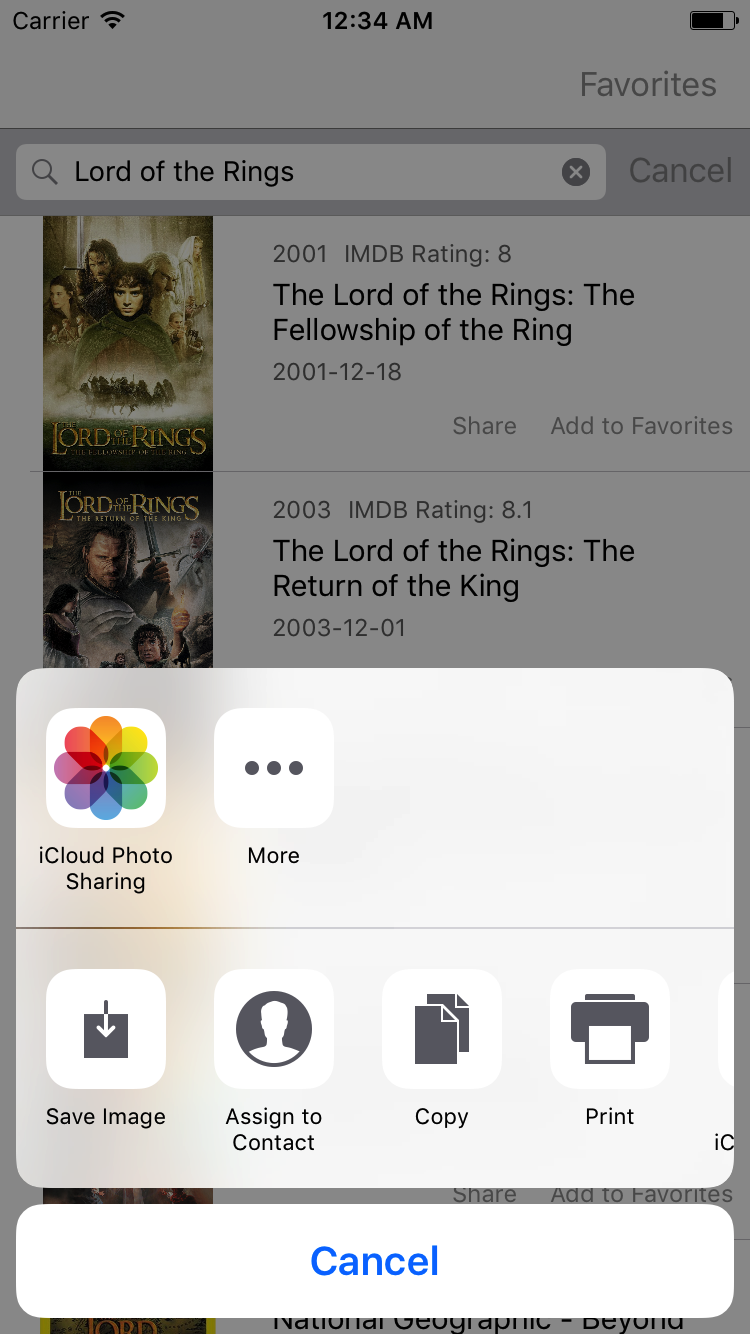 Carrier 12:34 AM
Favorites
Lord of the Rings Cancel
2001 IMDB Rating: 8
The Lord of the Rings: The
Fellowship of the Ring
2001-12-18
Share Add to Favorites
THE
LORD OF THE RINGS
THE FELLOWSHIP OF THE RING
THE
LORD OF THE RINGS
THE RETURN OF THE KING
2003 IMDB Rating: 8.1
The Lord of the Rings: The
Return of the King
2003-12-01
iCloud Photo
Sharing
More
Save Image
Assign to
Contact
Copy
Print
iC
Share Add to Favorites
Cancel
LORD
National Geographic - Beyond